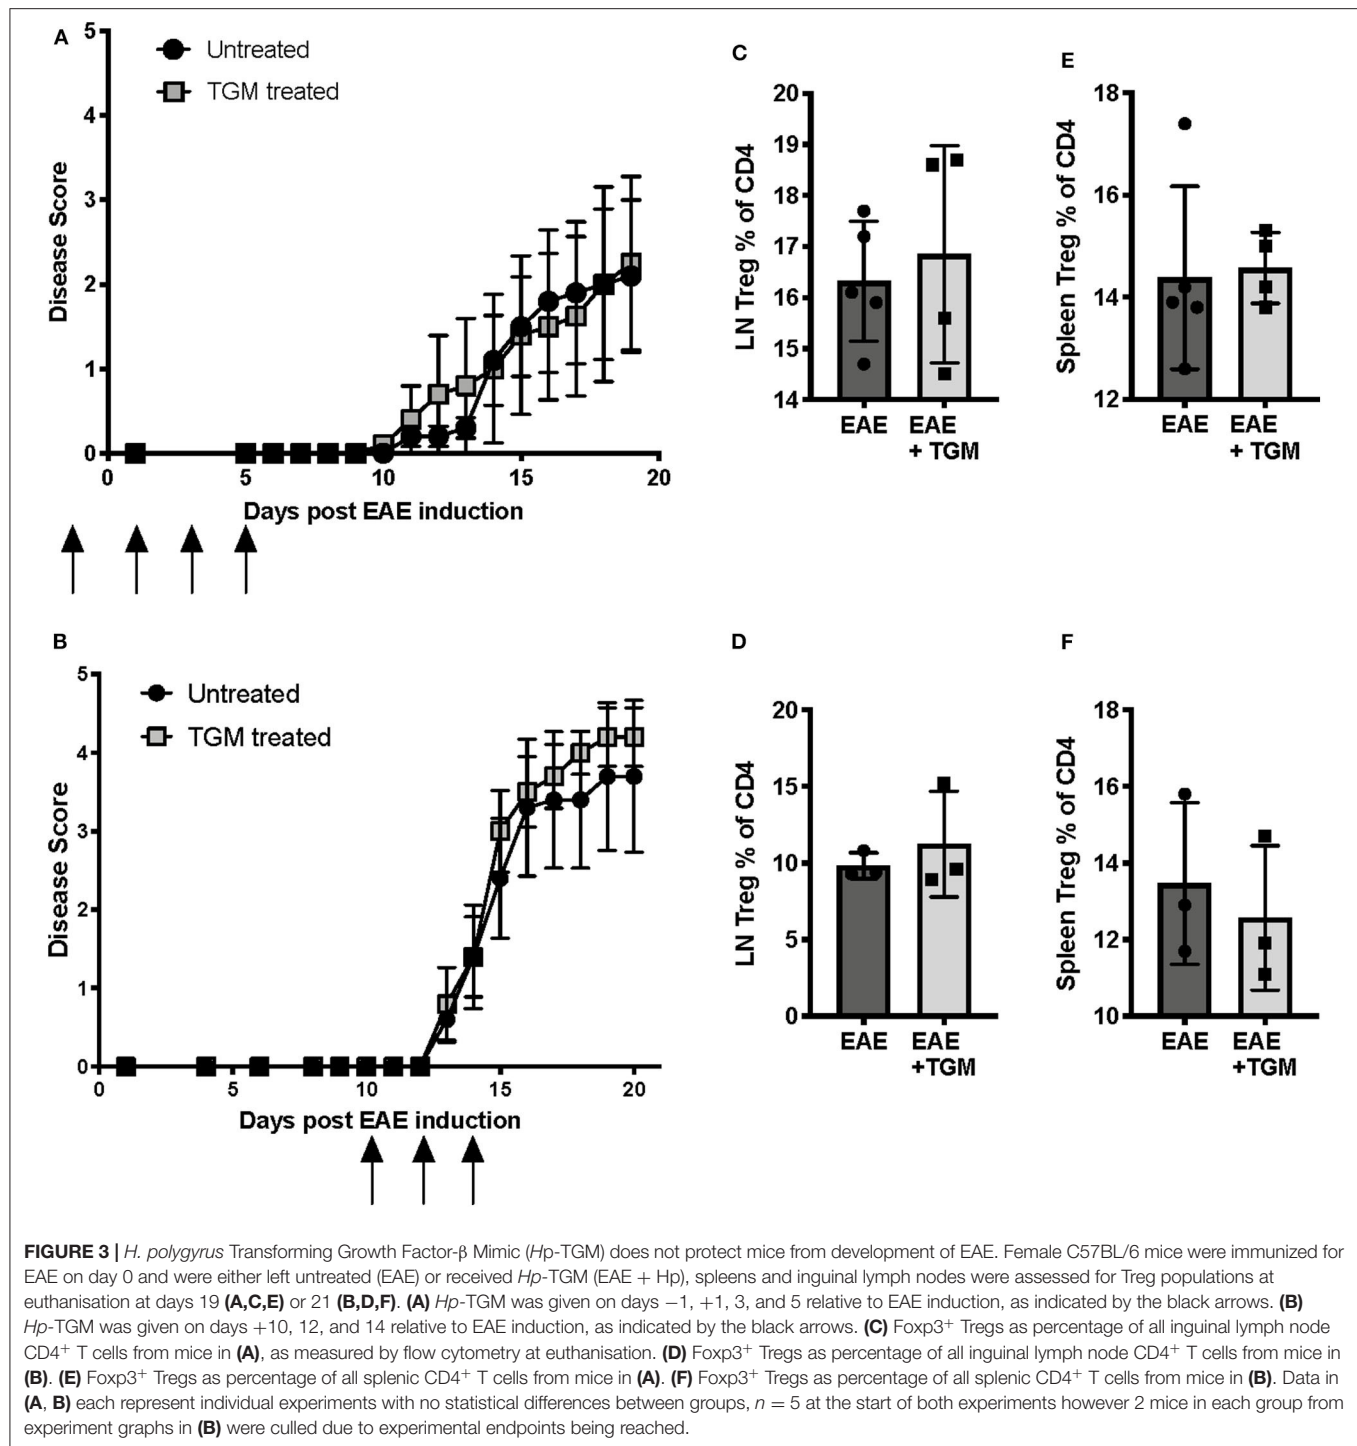 A
5
4
3
2
1
0
Disease Score
Untreated
TGM treated
0
5
10
15
20
Days post EAE induction
C
20
19
18
17
16
15
14
LN Treg % of CD4
EAE
EAE
+ TGM
E
18
16
14
12
Spleen Treg % of CD4
EAE
EAE
+ TGM
B
5
4
3
2
1
0
Disease Score
Untreated
TGM treated
0
5
10
15
20
Days post EAE induction
D
20
15
10
5
0
LN Treg % of CD4
EAE
EAE
+TGM
F
18
16
14
12
10
Spleen Treg % of CD4
EAE
EAE
+TGM
FIGURE 3 | H. polygyrus Transforming Growth Factor-β Mimic (Hp-TGM) does not protect mice from development of EAE. Female C57BL/6 mice were immunized for
EAE on day 0 and were either left untreated (EAE) or received Hp-TGM (EAE + Hp), spleens and inguinal lymph nodes were assessed for Treg populations at
euthanisation at days 19 (A,C,E) or 21 (B,D,F). (A) Hp-TGM was given on days −1, +1, 3, and 5 relative to EAE induction, as indicated by the black arrows. (B)
Hp-TGM was given on days +10, 12, and 14 relative to EAE induction, as indicated by the black arrows. (C) Foxp3⁺ Tregs as percentage of all inguinal lymph node
CD4⁺ T cells from mice in (A), as measured by flow cytometry at euthanisation. (D) Foxp3⁺ Tregs as percentage of all inguinal lymph node CD4⁺ T cells from mice in
(B). (E) Foxp3⁺ Tregs as percentage of all splenic CD4⁺ T cells from mice in (A). (F) Foxp3⁺ Tregs as percentage of all splenic CD4⁺ T cells from mice in (B). Data in
(A, B) each represent individual experiments with no statistical differences between groups, n = 5 at the start of both experiments however 2 mice in each group from
experiment graphs in (B) were culled due to experimental endpoints being reached.